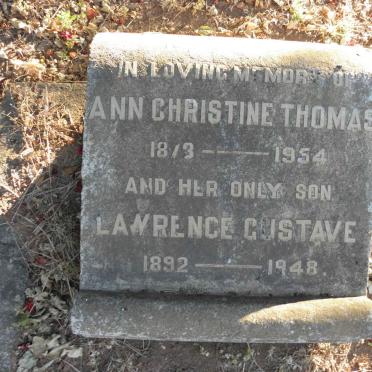 IN LOVING MEMORY OF
ANN CHRISTINE THOMAS
1873 — 1954
AND HER ONLY SON
LAWRENCE GUSTAVE
1892 — 1948